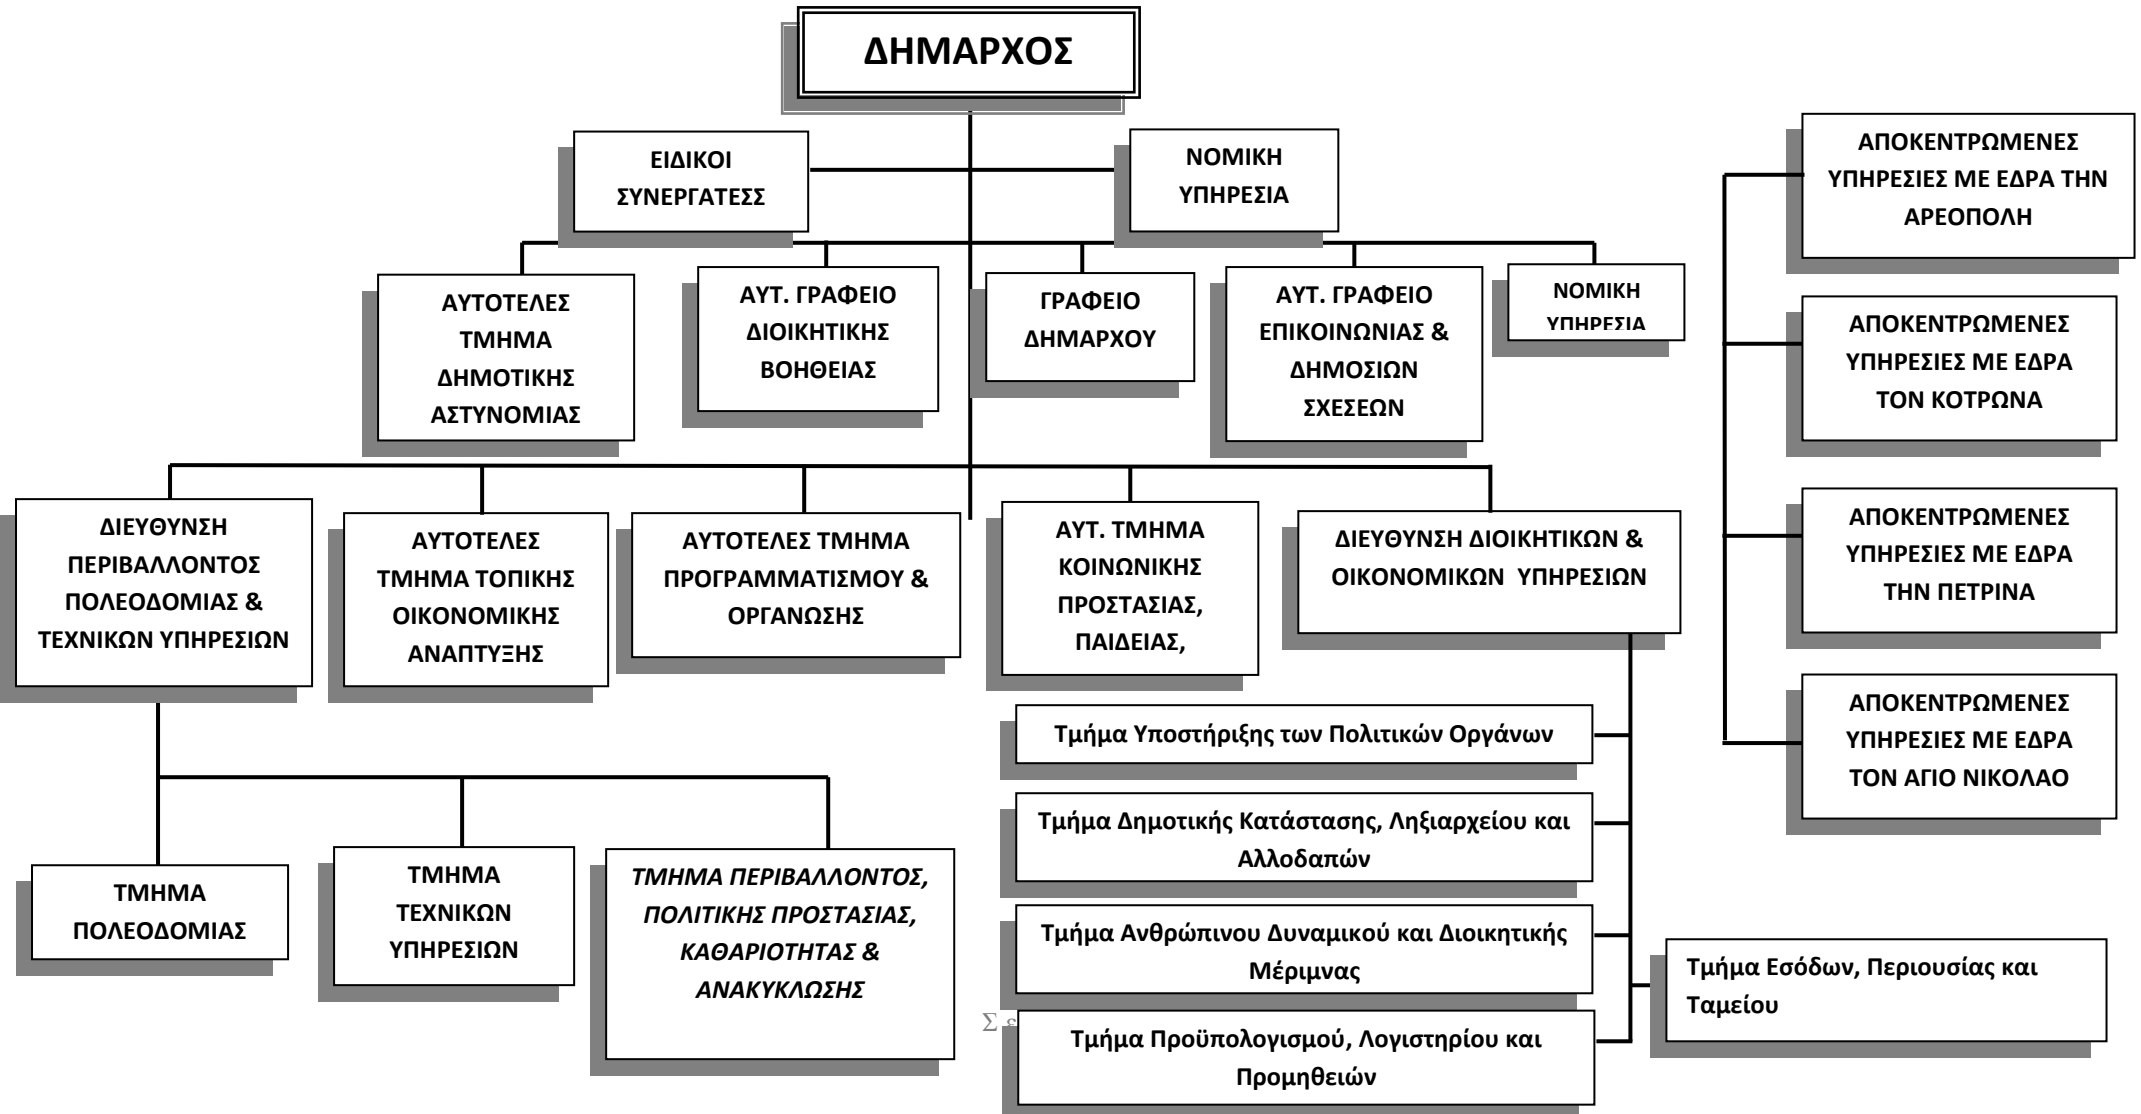 ΔΗΜΑΡΧΟΣ
ΕΙΔΙΚΟΙ
ΣΥΝΕΡΓΑΤΕΣΣ
ΝΟΜΙΚΗ
ΥΠΗΡΕΣΙΑ
ΑΥΤΟΤΕΛΕΣ
ΤΜΗΜΑ
ΔΗΜΟΤΙΚΗΣ
ΑΣΤΥΝΟΜΙΑΣ
ΑΥΤ. ΓΡΑΦΕΙΟ
ΔΙΟΙΚΗΤΙΚΗΣ
ΒΟΗΘΕΙΑΣ
ΓΡΑΦΕΙΟ
ΔΗΜΑΡΧΟΥ
ΑΥΤ. ΓΡΑΦΕΙΟ
ΕΠΙΚΟΙΝΩΝΙΑΣ &
ΔΗΜΟΣΙΩΝ
ΣΧΕΣΕΩΝ
ΝΟΜΙΚΗ
ΥΠΗΡΕΣΙΑ
ΔΙΕΥΘΥΝΣΗ
ΠΕΡΙΒΑΛΛΟΝΤΟΣ
ΠΟΛΕΟΔΟΜΙΑΣ &
ΤΕΧΝΙΚΩΝ ΥΠΗΡΕΣΙΩΝ
ΑΥΤΟΤΕΛΕΣ
ΤΜΗΜΑ ΤΟΠΙΚΗΣ
ΟΙΚΟΝΟΜΙΚΗΣ
ΑΝΑΠΤΥΞΗΣ
ΑΥΤΟΤΕΛΕΣ ΤΜΗΜΑ
ΠΡΟΓΡΑΜΜΑΤΙΣΜΟΥ &
ΟΡΓΑΝΩΣΗΣ
ΑΥΤ. ΤΜΗΜΑ
ΚΟΙΝΩΝΙΚΗΣ
ΠΡΟΣΤΑΣΙΑΣ,
ΠΑΙΔΕΙΑΣ,
ΔΙΕΥΘΥΝΣΗ ΔΙΟΙΚΗΤΙΚΩΝ &
ΟΙΚΟΝΟΜΙΚΩΝ ΥΠΗΡΕΣΙΩΝ
ΤΜΗΜΑ
ΠΟΛΕΟΔΟΜΙΑΣ
ΤΜΗΜΑ
ΤΕΧΝΙΚΩΝ
ΥΠΗΡΕΣΙΩΝ
ΤΜΗΜΑ ΠΕΡΙΒΑΛΛΟΝΤΟΣ,
ΠΟΛΙΤΙΚΗΣ ΠΡΟΣΤΑΣΙΑΣ,
ΚΑΘΑΡΙΟΤΗΤΑΣ &
ΑΝΑΚΥΚΛΩΣΗΣ
Τμήμα Υποστήριξης των Πολιτικών Οργάνων
Τμήμα Δημοτικής Κατάστασης, Ληξιαρχείου και
Αλλοδαπών
Τμήμα Ανθρώπινου Δυναμικού και Διοικητικής
Μέριμνας
Τμήμα Προϋπολογισμού, Λογιστηρίου και
Προμηθειών
Τμήμα Εσόδων, Περιουσίας και
Ταμείου
ΑΠΟΚΕΝΤΡΩΜΕΝΕΣ
ΥΠΗΡΕΣΙΕΣ ΜΕ ΕΔΡΑ ΤΗΝ
ΑΡΕΟΠΟΛΗ
ΑΠΟΚΕΝΤΡΩΜΕΝΕΣ
ΥΠΗΡΕΣΙΕΣ ΜΕ ΕΔΡΑ
ΤΟΝ ΚΟΤΡΩΝΑ
ΑΠΟΚΕΝΤΡΩΜΕΝΕΣ
ΥΠΗΡΕΣΙΕΣ ΜΕ ΕΔΡΑ
ΤΗΝ ΠΕΤΡΙΝΑ
ΑΠΟΚΕΝΤΡΩΜΕΝΕΣ
ΥΠΗΡΕΣΙΕΣ ΜΕ ΕΔΡΑ
ΤΟΝ ΑΓΙΟ ΝΙΚΟΛΑΟ